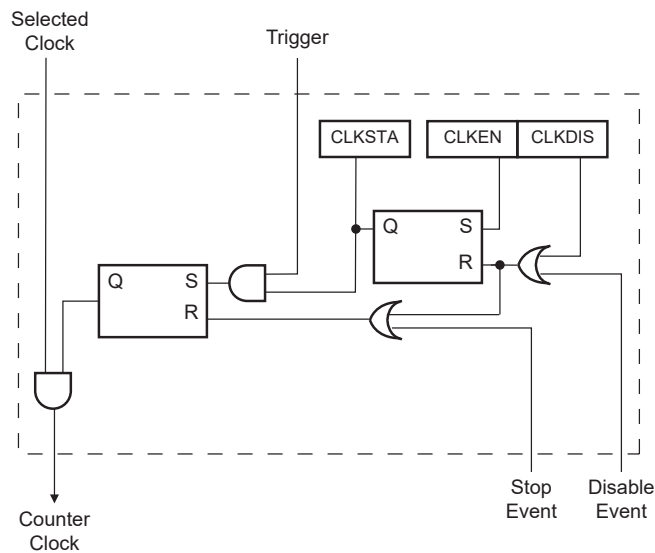 Selected
Clock
Trigger
CLKSTA
CLKEN
CLKDIS
Q
S
R
Q
S
R
Stop
Event
Disable
Event
Counter
Clock